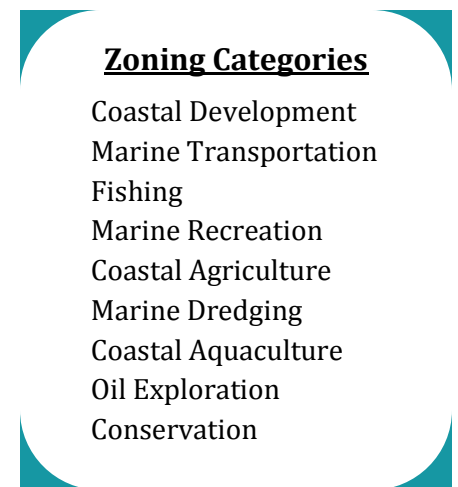 Zoning Categories
Coastal Development
Marine Transportation
Fishing
Marine Recreation
Coastal Agriculture
Marine Dredging
Coastal Aquaculture
Oil Exploration
Conservation